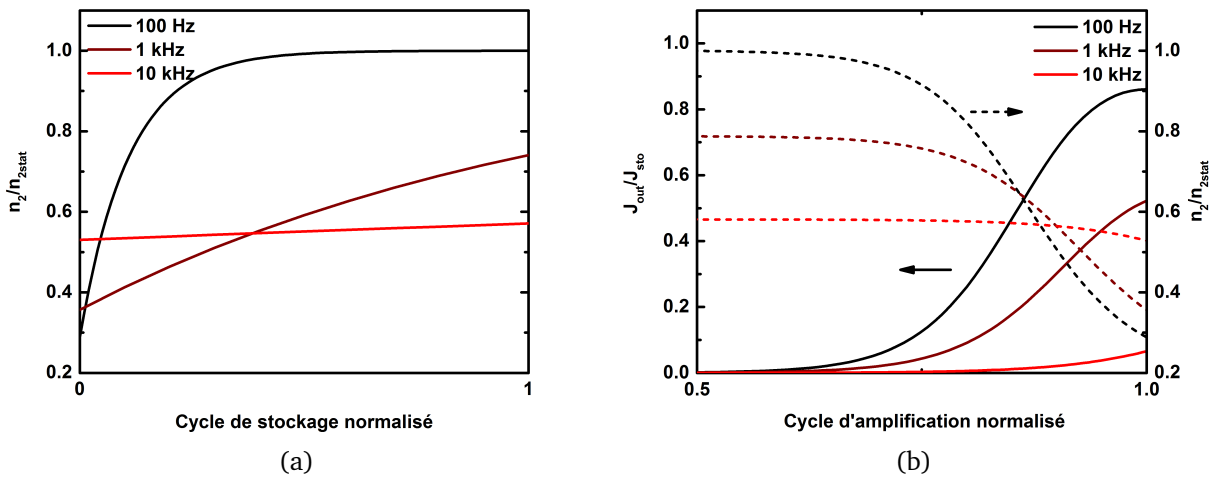 100 Hz
1 kHz
10 kHz
1.0
0.8
0.6
0.4
0.2
n2/n2stat
0
1
Cycle de stockage normalisé
(a)
100 Hz
1 kHz
10 kHz
1.0
0.8
0.6
0.4
0.2
0.0
Jout/Jsto
1.0
0.8
0.6
0.4
0.2
n2/n2stat
0.5
1.0
Cycle d'amplification normalisé
(b)